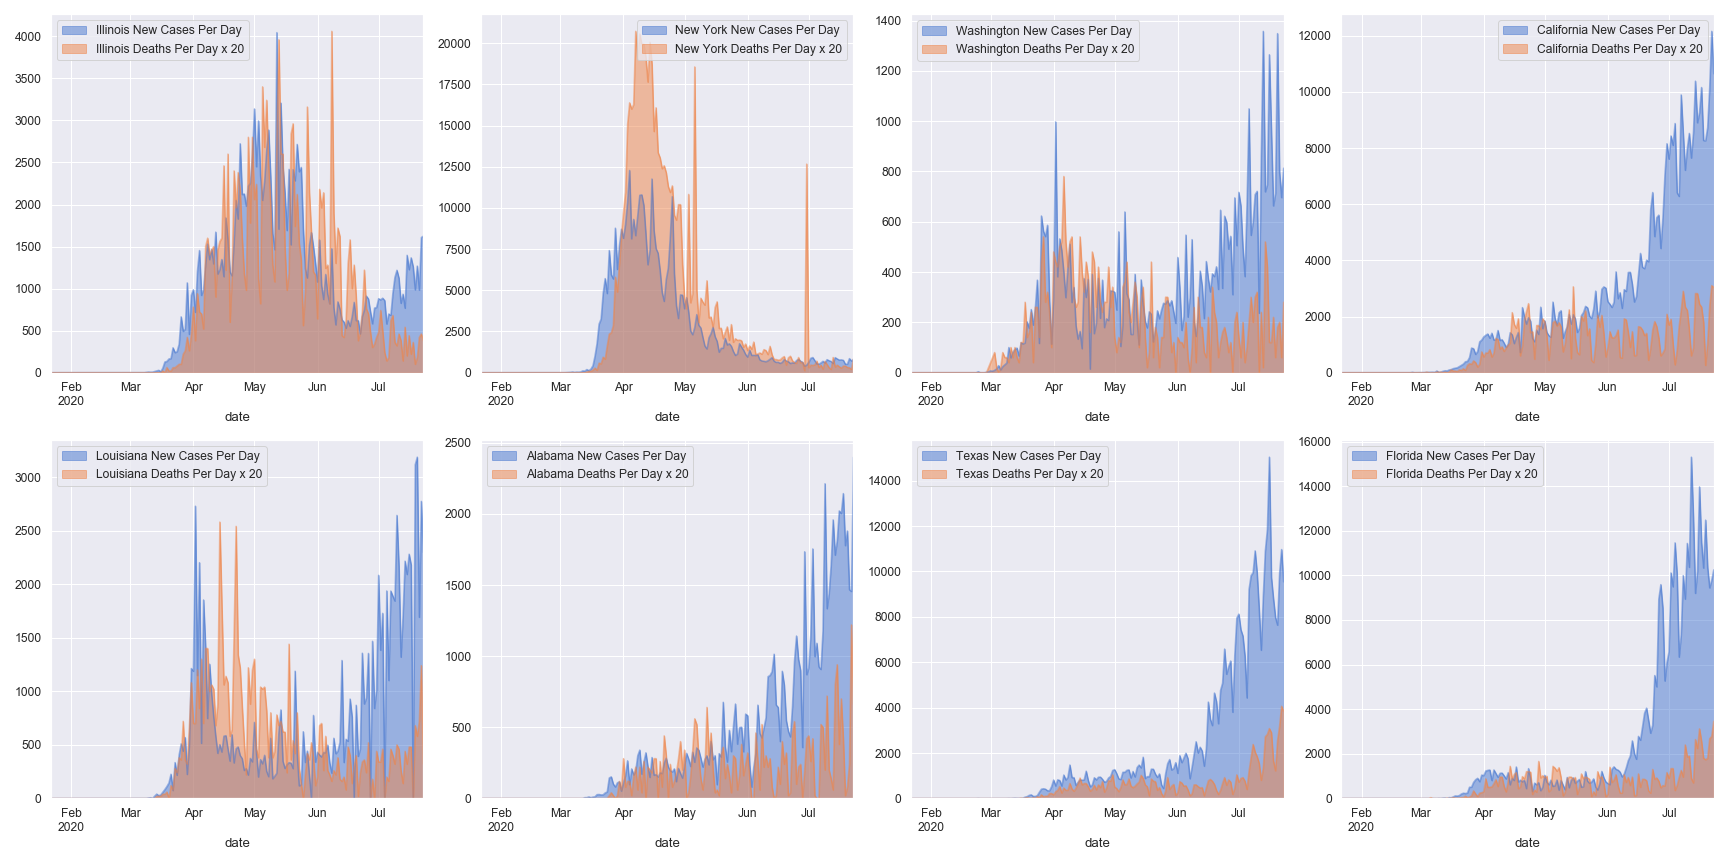 Illinois New Cases Per Day
Illinois Deaths Per Day x 20
4000
3500
3000
2500
2000
1500
1000
500
0
Feb Mar Apr May Jun Jul
2020
date
New York New Cases Per Day
New York Deaths Per Day x 20
20000
17500
15000
12500
10000
7500
5000
2500
0
Feb Mar Apr May Jun Jul
2020
date
Washington New Cases Per Day
Washington Deaths Per Day x 20
1400
1200
1000
800
600
400
200
0
Feb Mar Apr May Jun Jul
2020
date
California New Cases Per Day
California Deaths Per Day x 20
12000
10000
8000
6000
4000
2000
0
Feb Mar Apr May Jun Jul
2020
date
Louisiana New Cases Per Day
Louisiana Deaths Per Day x 20
3000
2500
2000
1500
1000
500
0
Feb Mar Apr May Jun Jul
2020
date
Alabama New Cases Per Day
Alabama Deaths Per Day x 20
2500
2000
1500
1000
500
0
Feb Mar Apr May Jun Jul
2020
date
Texas New Cases Per Day
Texas Deaths Per Day x 20
14000
12000
10000
8000
6000
4000
2000
0
Feb Mar Apr May Jun Jul
2020
date
Florida New Cases Per Day
Florida Deaths Per Day x 20
16000
14000
12000
10000
8000
6000
4000
2000
0
Feb Mar Apr May Jun Jul
2020
date